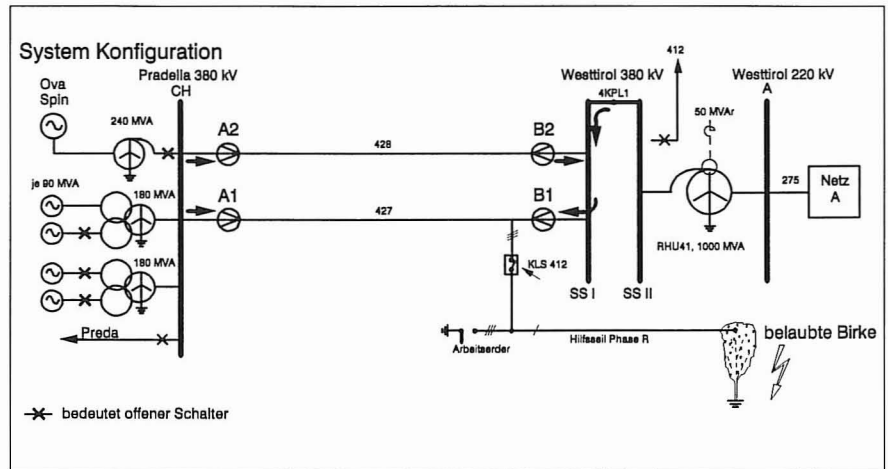 System Konfiguration
Ova
Spin
Pradella 380 kV
CH
240 MVA
A2
428
B2
Westtirol 380 kV
4KPL1
412
Westtirol 220 kV
A
50 MVAr
je 90 MVA
180 MVA
A1
427
B1
275
Netz
A
180 MVA
KLS 412
RHU41, 1000 MVA
SS I
SS II
Preda
Arbeitserder
Hilfsseil Phase R
belaubte Birke
bedeutet offener Schalter